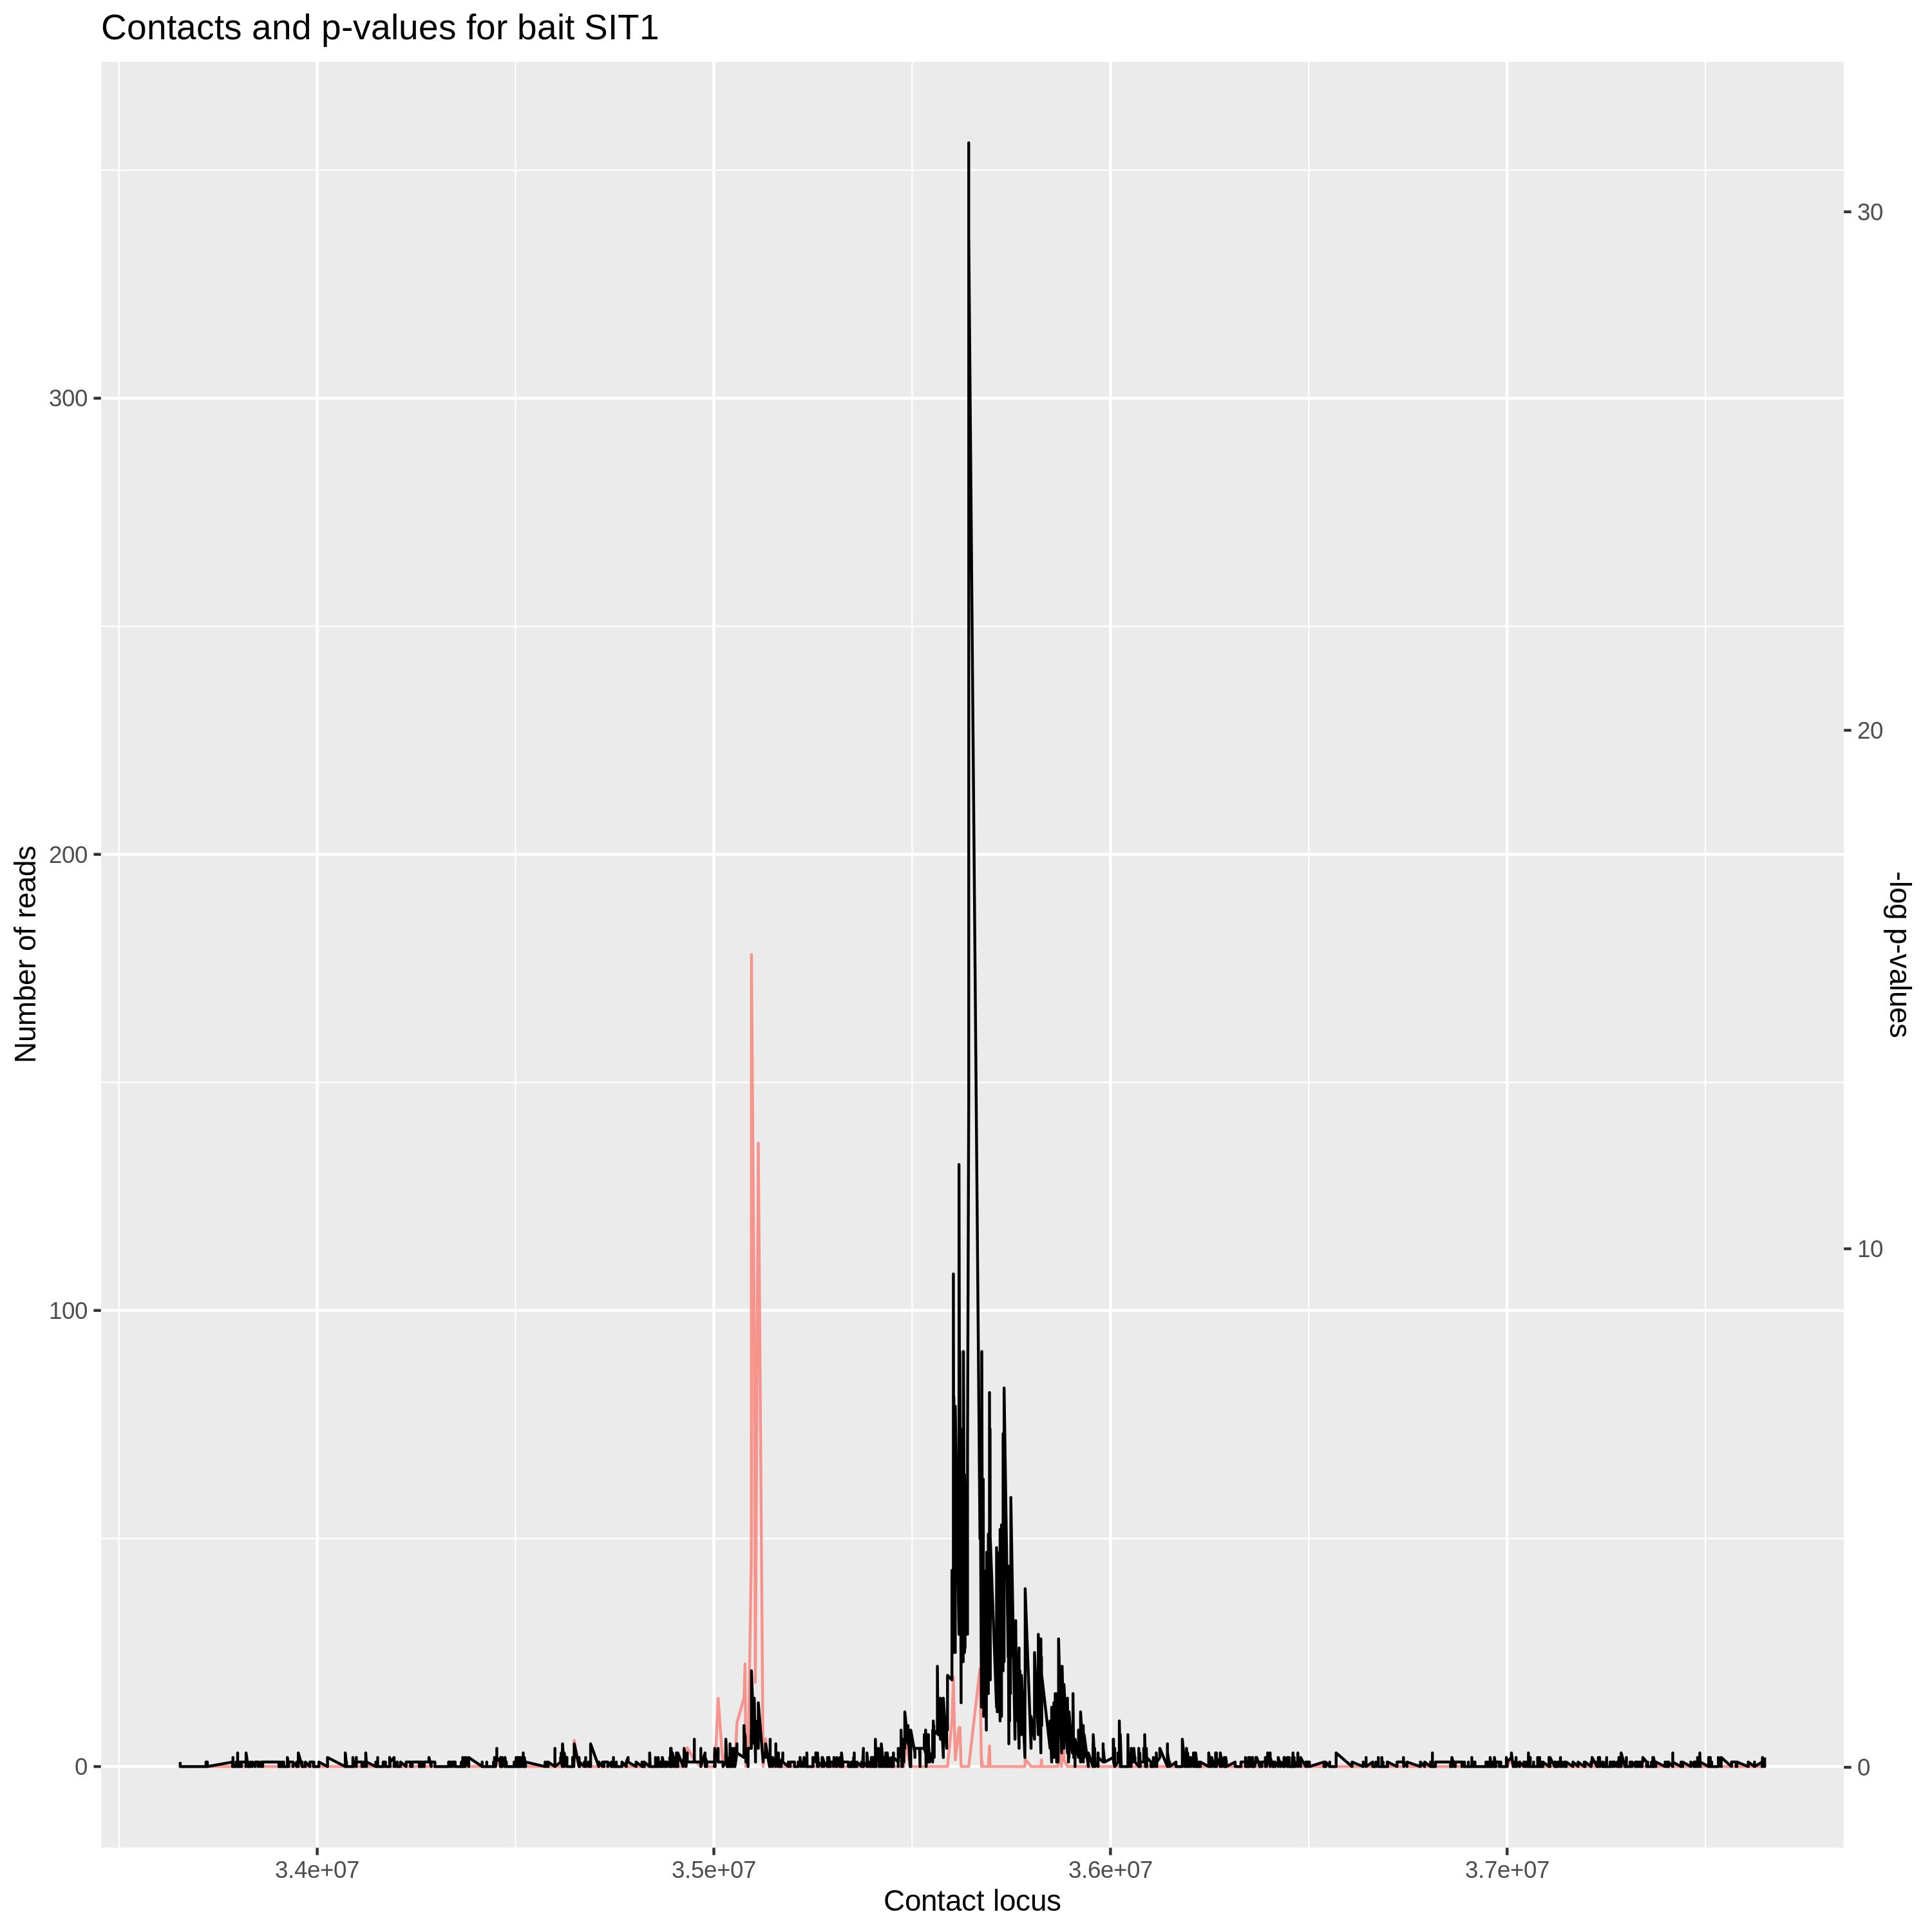 Contacts and p-values for bait SIT1
Number of reads
300
200
100
0
30
20
10
0
-log p-values
3.4e+07 3.5e+07 3.6e+07 3.7e+07
Contact locus